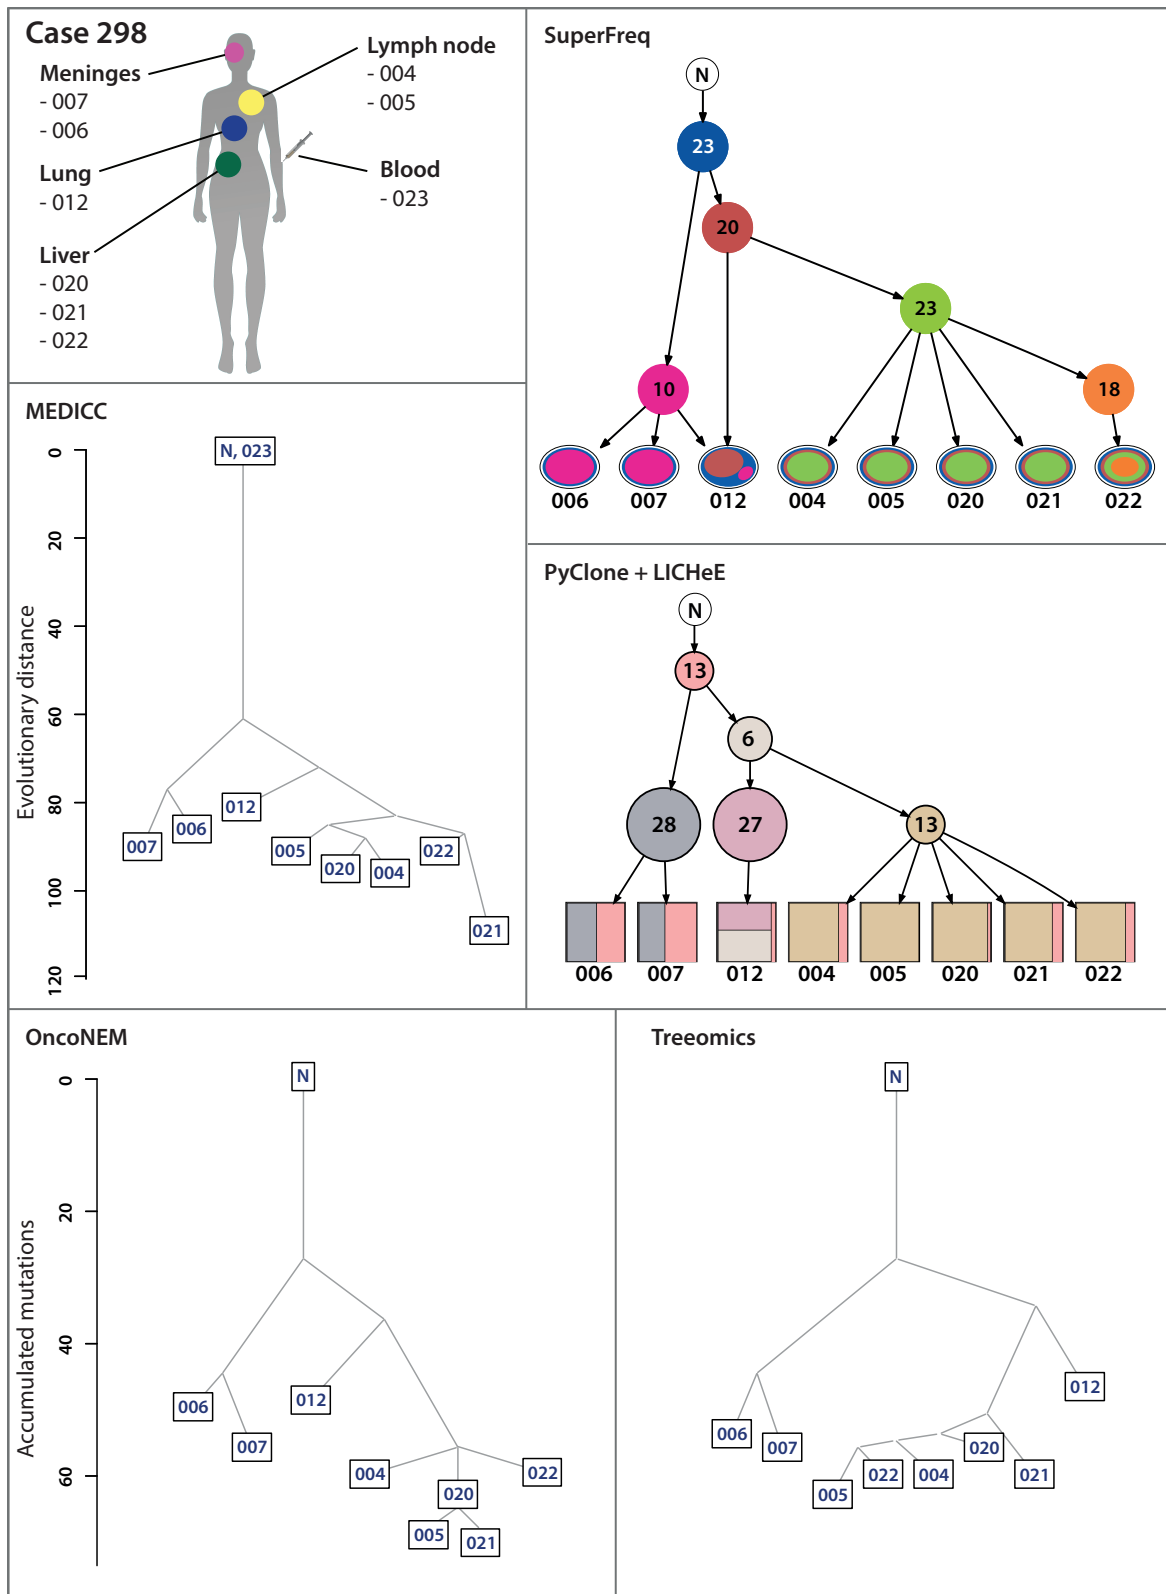 Case 298
Meninges
- 007
- 006
Lung
- 012
Liver
- 020
- 021
- 022
Lymph node
- 004
- 005
Blood
- 023
SuperFreq
N
23
20
23
10
18
006 007 012 004 005 020 021 022
MEDICC
Evolutionary distance
0
20
40
60
80
100
120
N, 023
007
006
012
005
020
004
022
021
PyClone + LICHeE
N
13
6
28
27
13
006 007 012 004 005 020 021 022
OncoNEM
Accumulated mutations
0
20
40
60
N
006
007
012
004
020
022
005
021
Treeomics
N
012
006
007
020
005
022
004
021